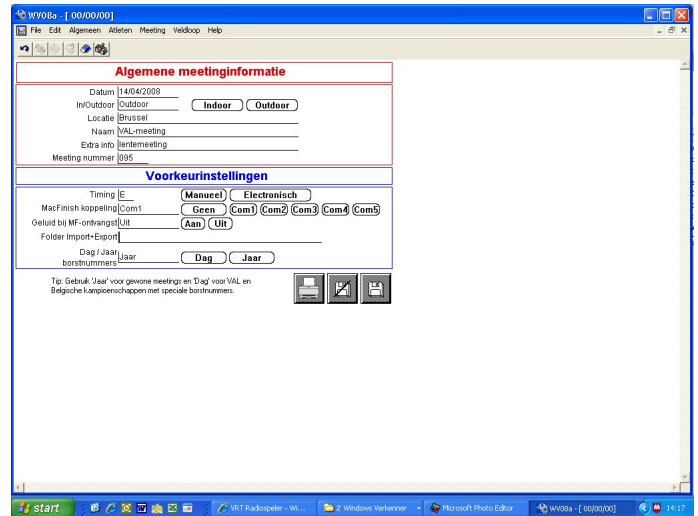 WV08a - [ 00/00/00]
File Edit Algemeen Atleten Meeting Veldloop Help
Algemene meetinginformatie
Datum 14/04/2008
In/Outdoor Outdoor Indoor Outdoor
Locatie Brussel
Naam VAL-meeting
Extra info lentemeeting
Meeting nummer 095
Voorkeurinstellingen
Timing E Manueel Electronisch
MacFinish koppeling Com1 Geen Com1 Com2 Com3 Com4 Com5
Geluid bij MF-ontvangst Uit Aan Uit
Folder Import+Export
Dag / Jaar
borstnummers Jaar Dag Jaar
Tip: Gebruik 'Jaar' voor gewone meetings en 'Dag' voor VAL en
Belgische kampioenschappen met speciale borstnummers.
start VRT Radiospeler - Wi... 2 Windows Verkenner Microsoft Photo Editor WV08a - [ 00/00/00] 14:17